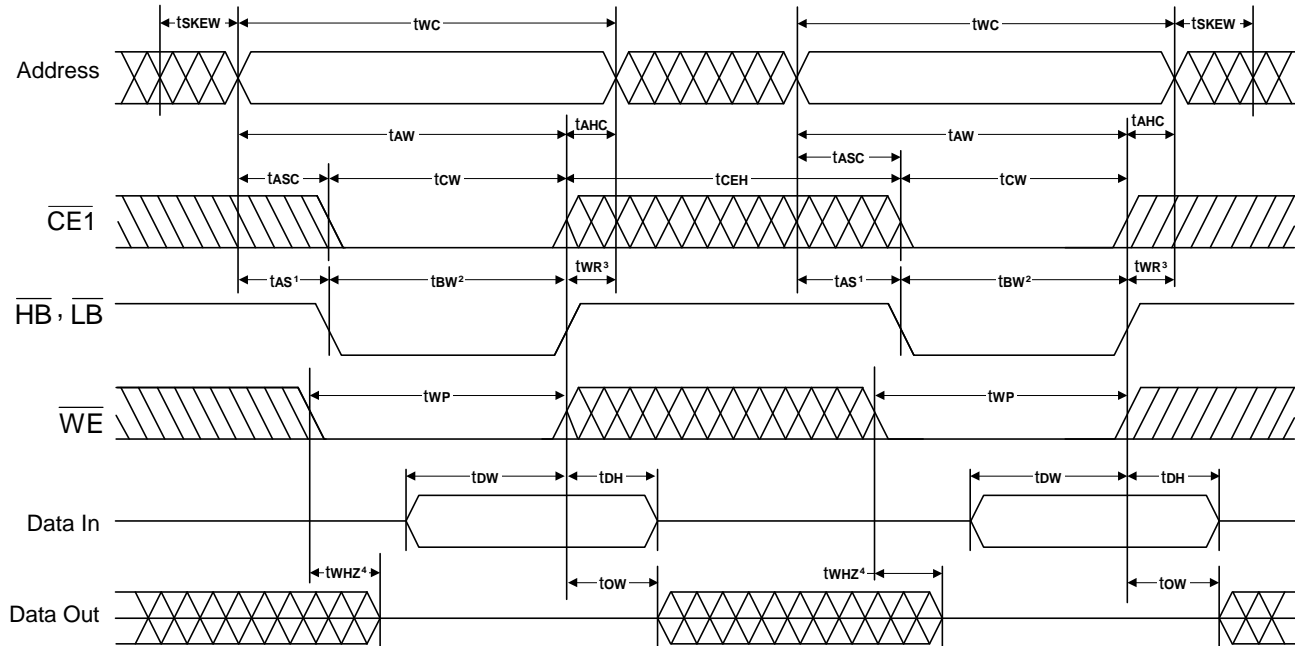 tSKEW tWC tWC tSKEW
Address
tAW tAHC tAW tAHC
tASC
tASC tCW tCEH tCW
CE1
tAS¹ tBW² tWR³ tAS¹ tBW² tWR³
HB , LB
tWP tWP
WE
tDW tDH tDW tDH
Data In
tWHZ⁴ tOW tWHZ⁴ tOW
Data Out